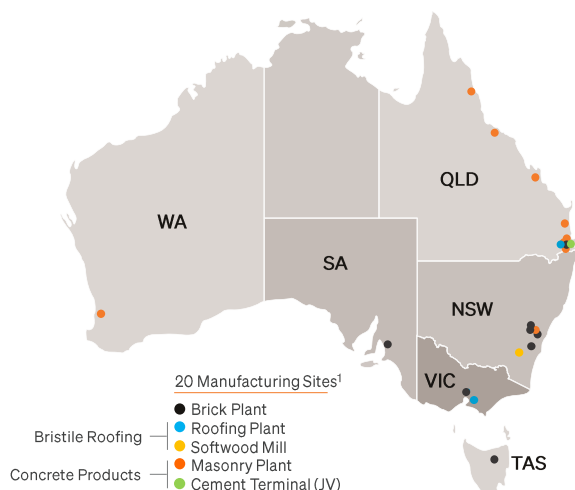 QLD
WA
SA
NSW
VIC
20 Manufacturing Sites¹
Brick Plant
Bristile Roofing
Roofing Plant
Softwood Mill
Concrete Products
Masonry Plant
Cement Terminal (JV)
TAS